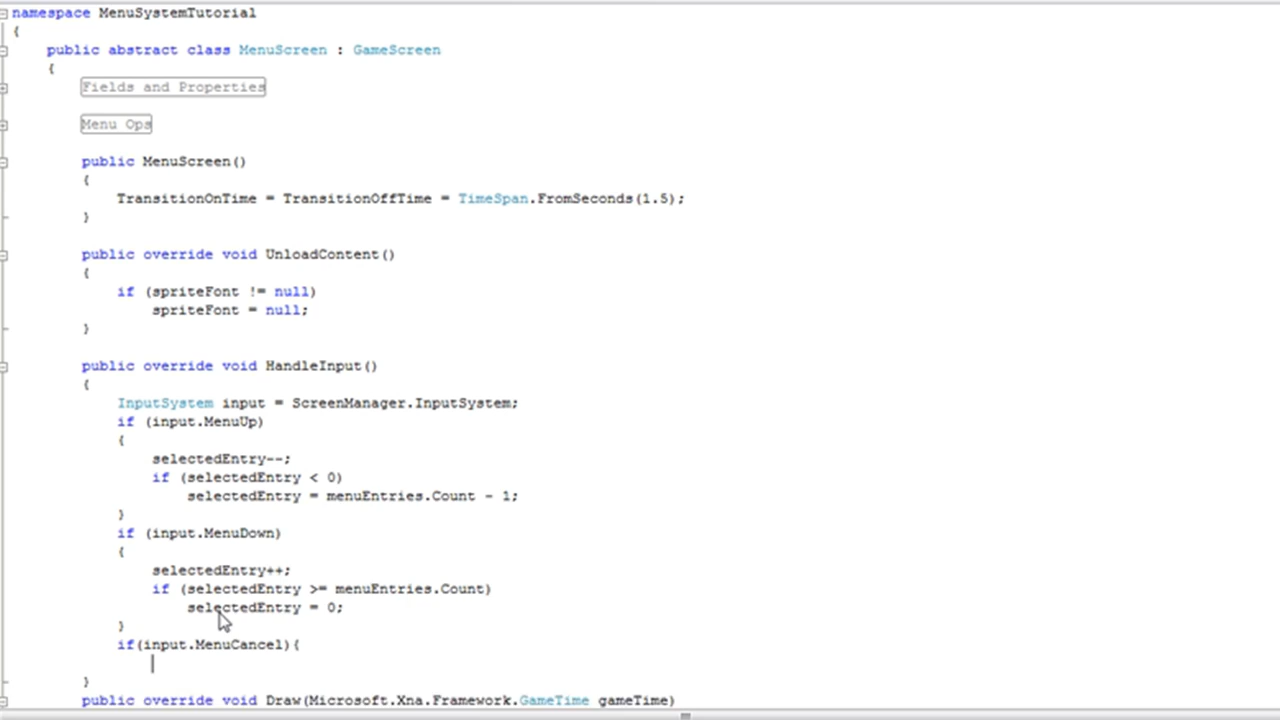 namespace MenuSystemTutorial
{
public abstract class MenuScreen : GameScreen
{
Fields and Properties
Menu Ops
public MenuScreen()
{
TransitionOnTime = TransitionOffTime = TimeSpan.FromSeconds(1.5);
}
public override void UnloadContent()
{
if (spriteFont != null)
spriteFont = null;
}
public override void HandleInput()
{
InputSystem input = ScreenManager.InputSystem;
if (input.MenuUp)
{
selectedEntry--;
if (selectedEntry < 0)
selectedEntry = menuEntries.Count - 1;
}
if (input.MenuDown)
{
selectedEntry++;
if (selectedEntry >= menuEntries.Count)
selectedEntry = 0;
}
if(input.MenuCancel){
}
public override void Draw(Microsoft.Xna.Framework.GameTime gameTime)